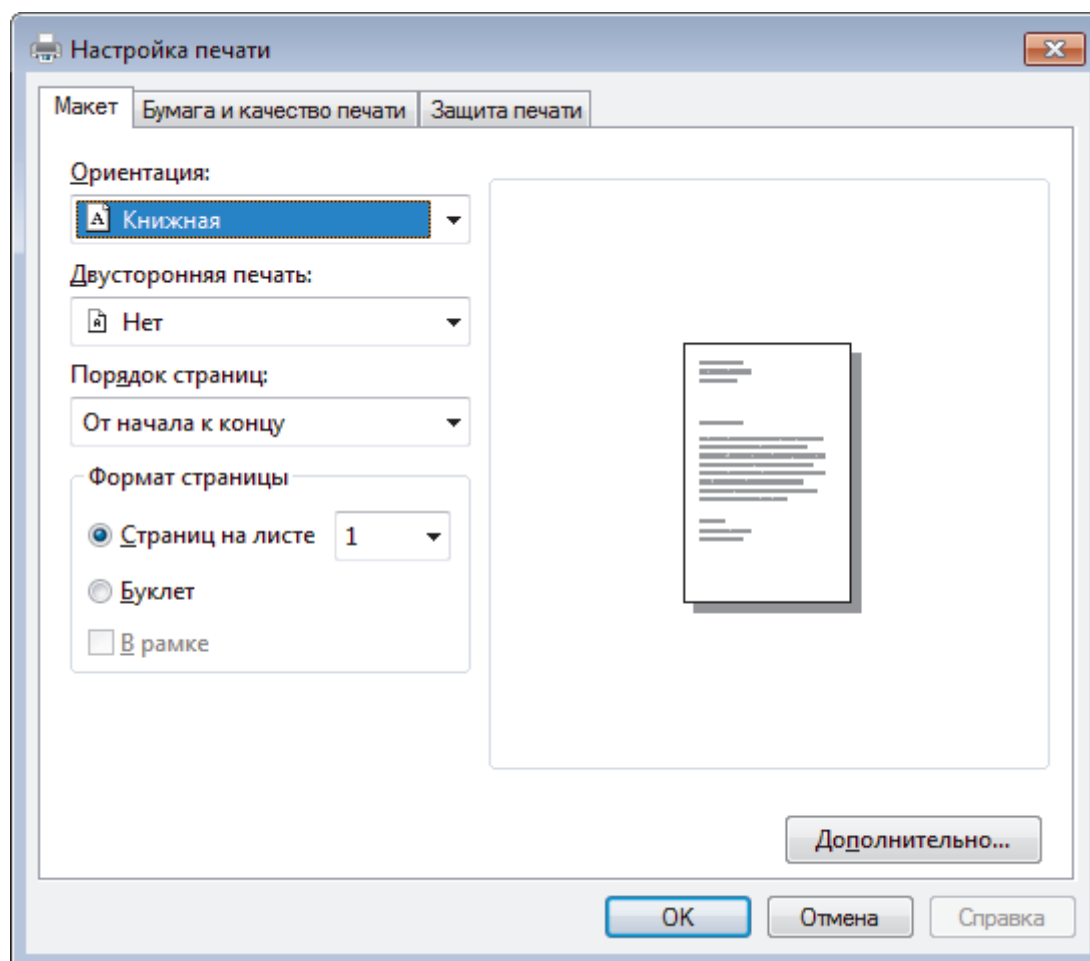 Настройка печати
Макет Бумага и качество печати Защита печати
Ориентация:
A Книжная
Двусторонняя печать:
Нет
Порядок страниц:
От начала к концу
Формат страницы
Страниц на листе 1
Буклет
В рамке
Дополнительно...
OK Отмена Справка